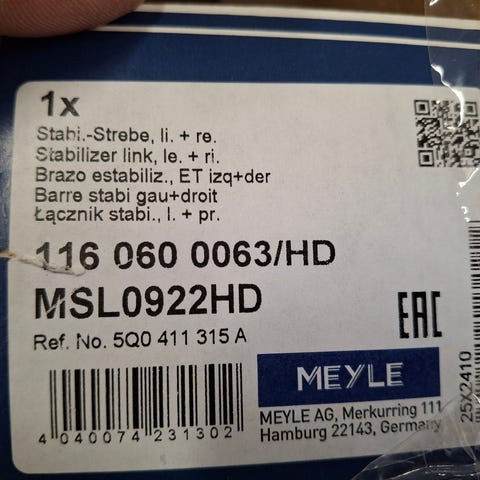 1x
Stabi.-Strebe, li. + re.
Stabilizer link, le. + ri.
Brazo estabiliz., ET izq+der
Barre stabi gau+droit
Łącznik stabi., l. + pr.
116 060 0063/HD
MSL0922HD
Ref. No. 5Q0 411 315 A
EAC
MEYLE
MEYLE AG, Merkurring 111
Hamburg 22143, Germany
4 040074 231302
25X2410